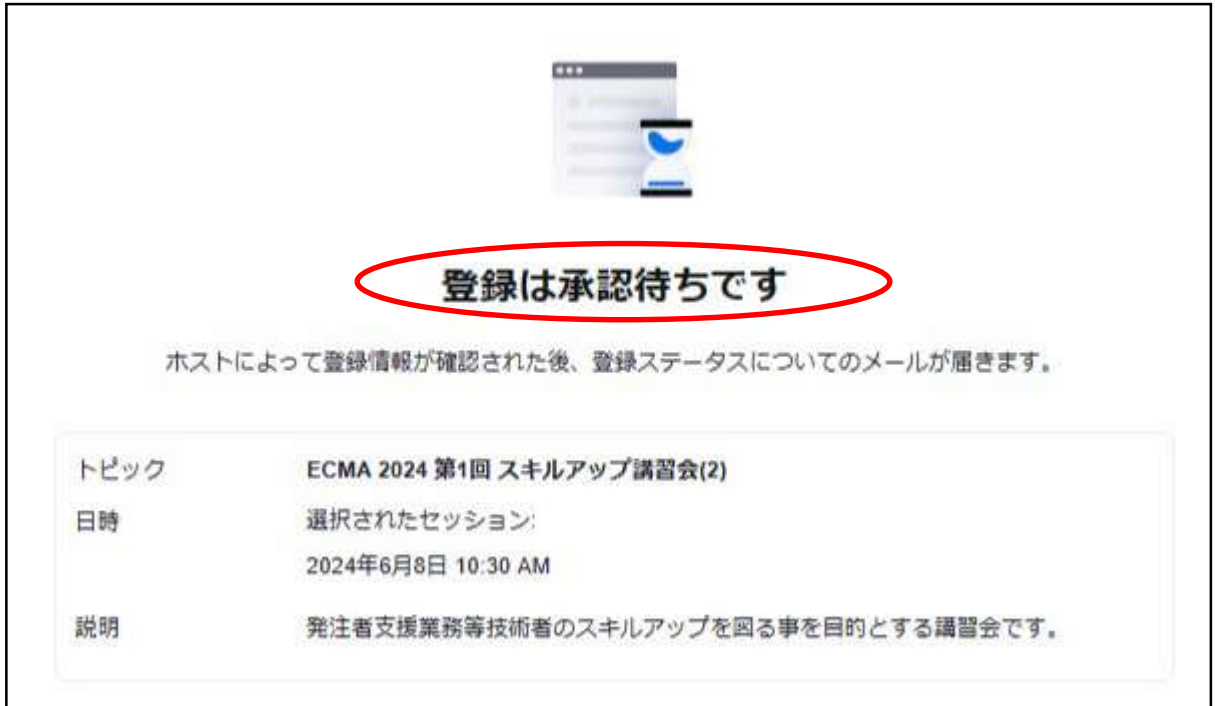 登録は承認待ちです
ホストによって登録情報が確認された後、登録ステータスについてのメールが届きます。
トピック ECMA 2024 第1回 スキルアップ講習会(2)
日時 選択されたセッション:
2024年6月8日 10:30 AM
説明 発注者支援業務等技術者のスキルアップを図る事を目的とする講習会です。